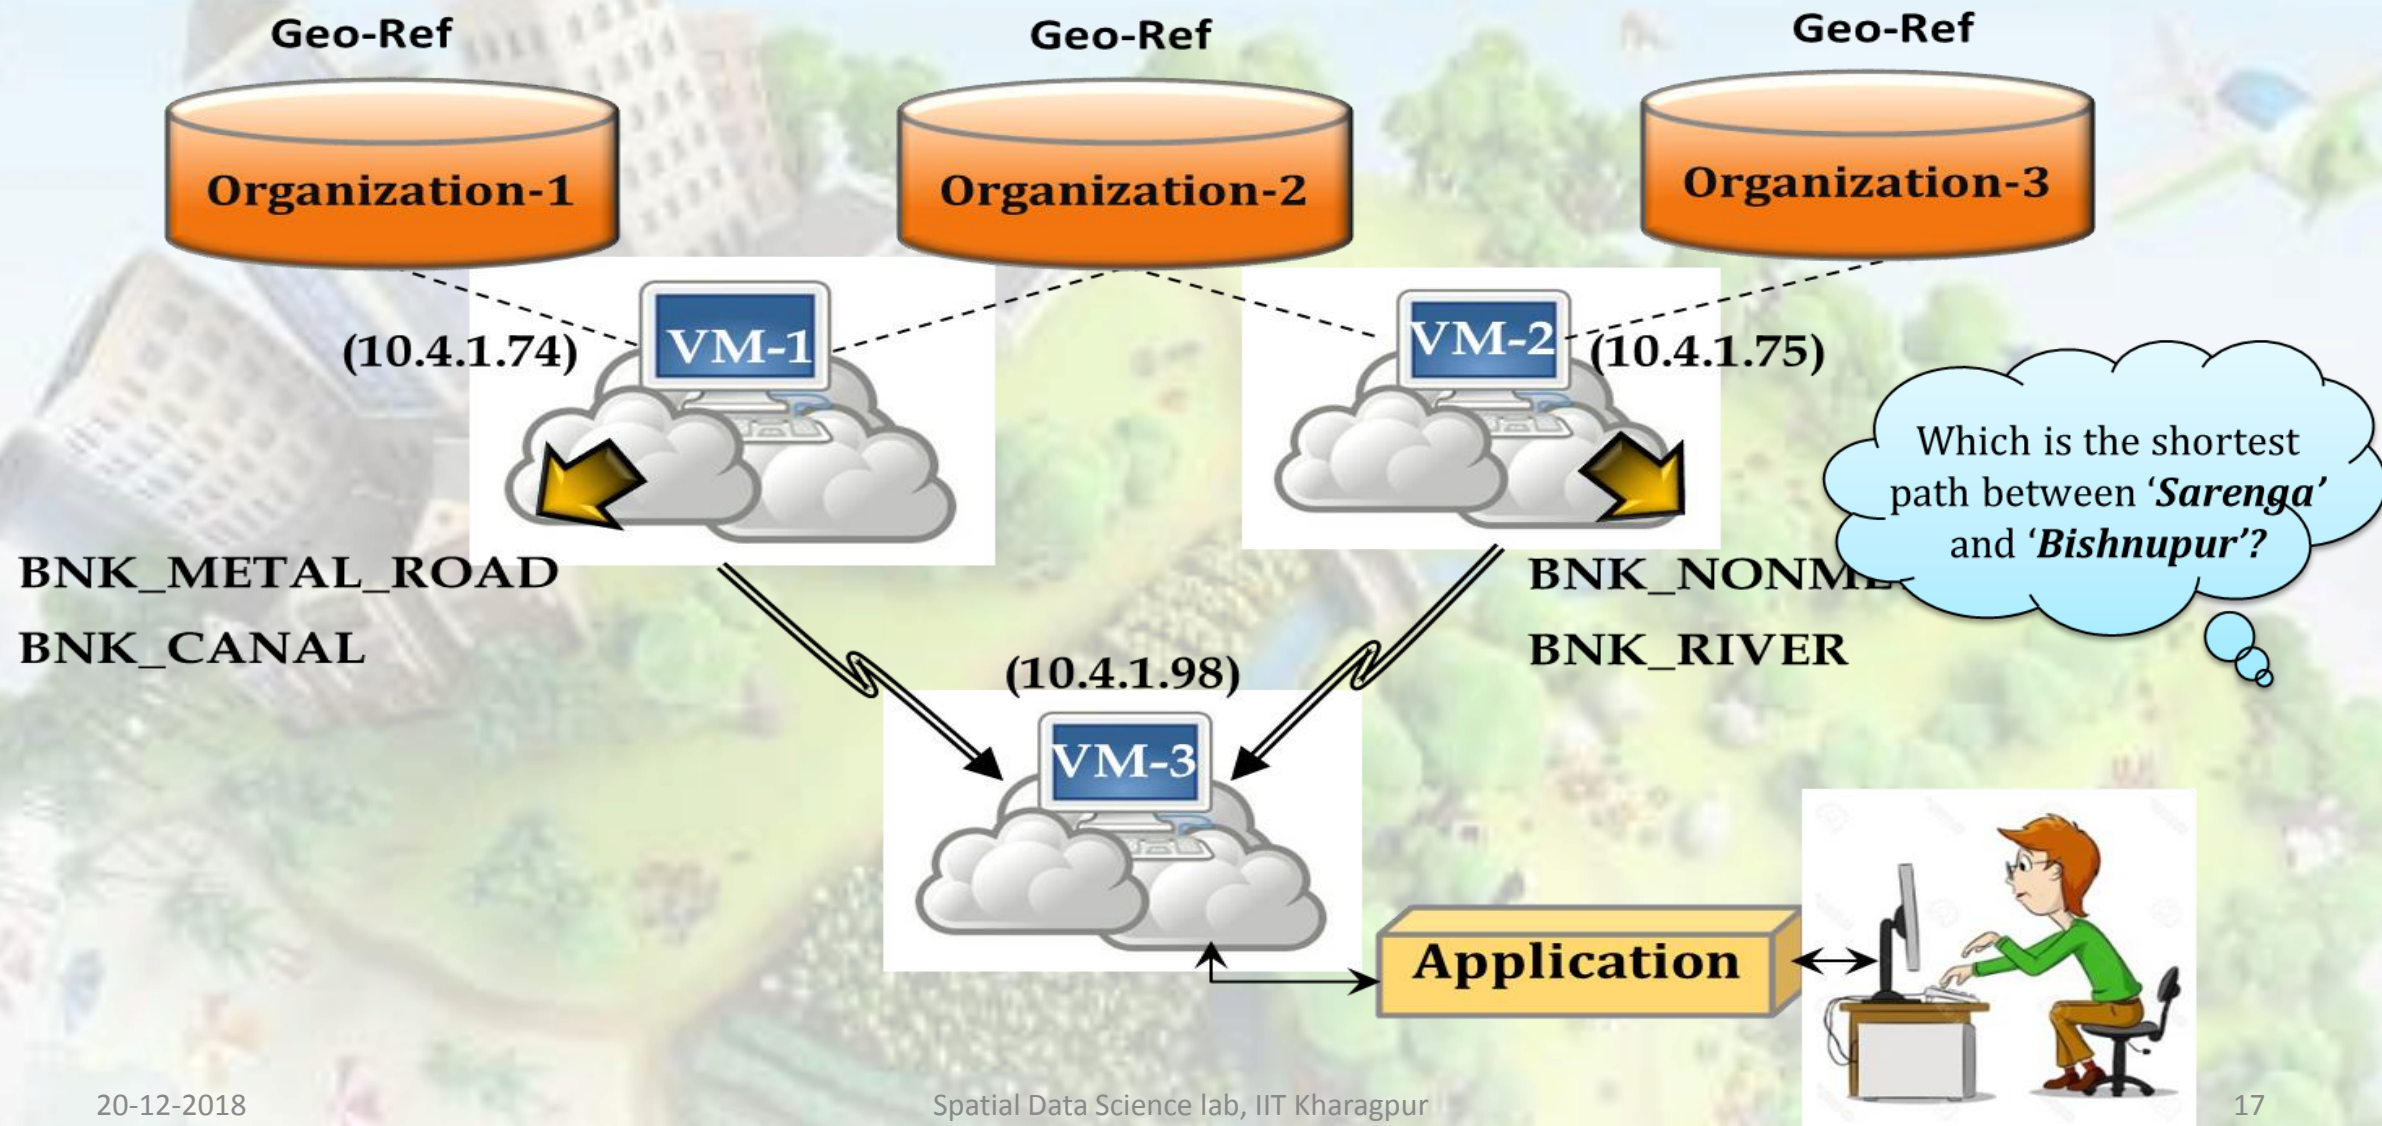 Geo-Ref
Geo-Ref
Geo-Ref
Organization-1
Organization-2
Organization-3
(10.4.1.74)
VM-1
VM-2
(10.4.1.75)
Which is the shortest
path between ‘Sarenga’
and ‘Bishnupur’?
BNK_METAL_ROAD
BNK_CANAL
BNK_RIVER
(10.4.1.98)
VM-3
Application
20-12-2018
Spatial Data Science lab, IIT Kharagpur
17